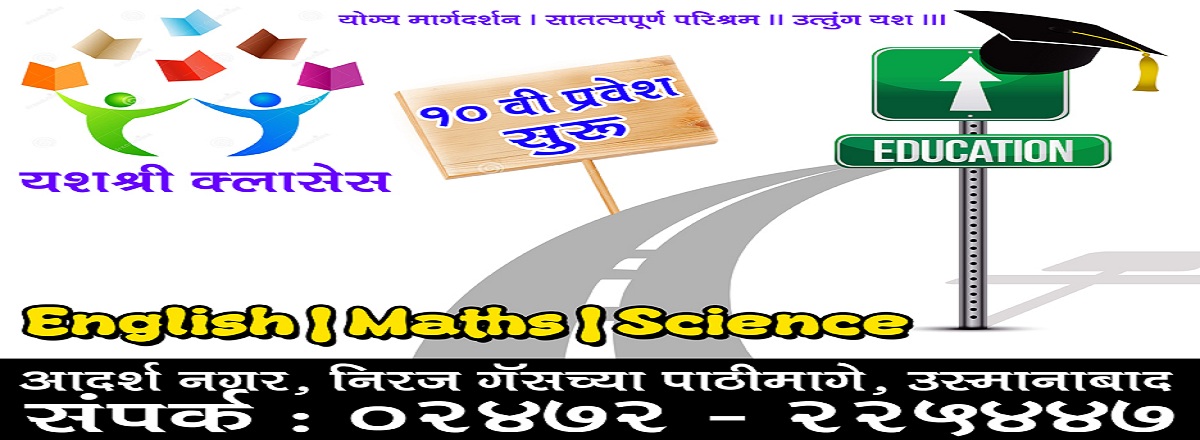 योग्य मार्गदर्शन । सातत्यपूर्ण परिश्रम ।। उत्तुंग यश ।।।
१० वी प्रवेश
सुरू
EDUCATION
यशश्री क्लासेस
English | Maths | Science
आदर्श नगर, निरज गॅसच्या पाठीमागे, उस्मानाबाद
संपर्क : ०२४७२ - २२५४४७